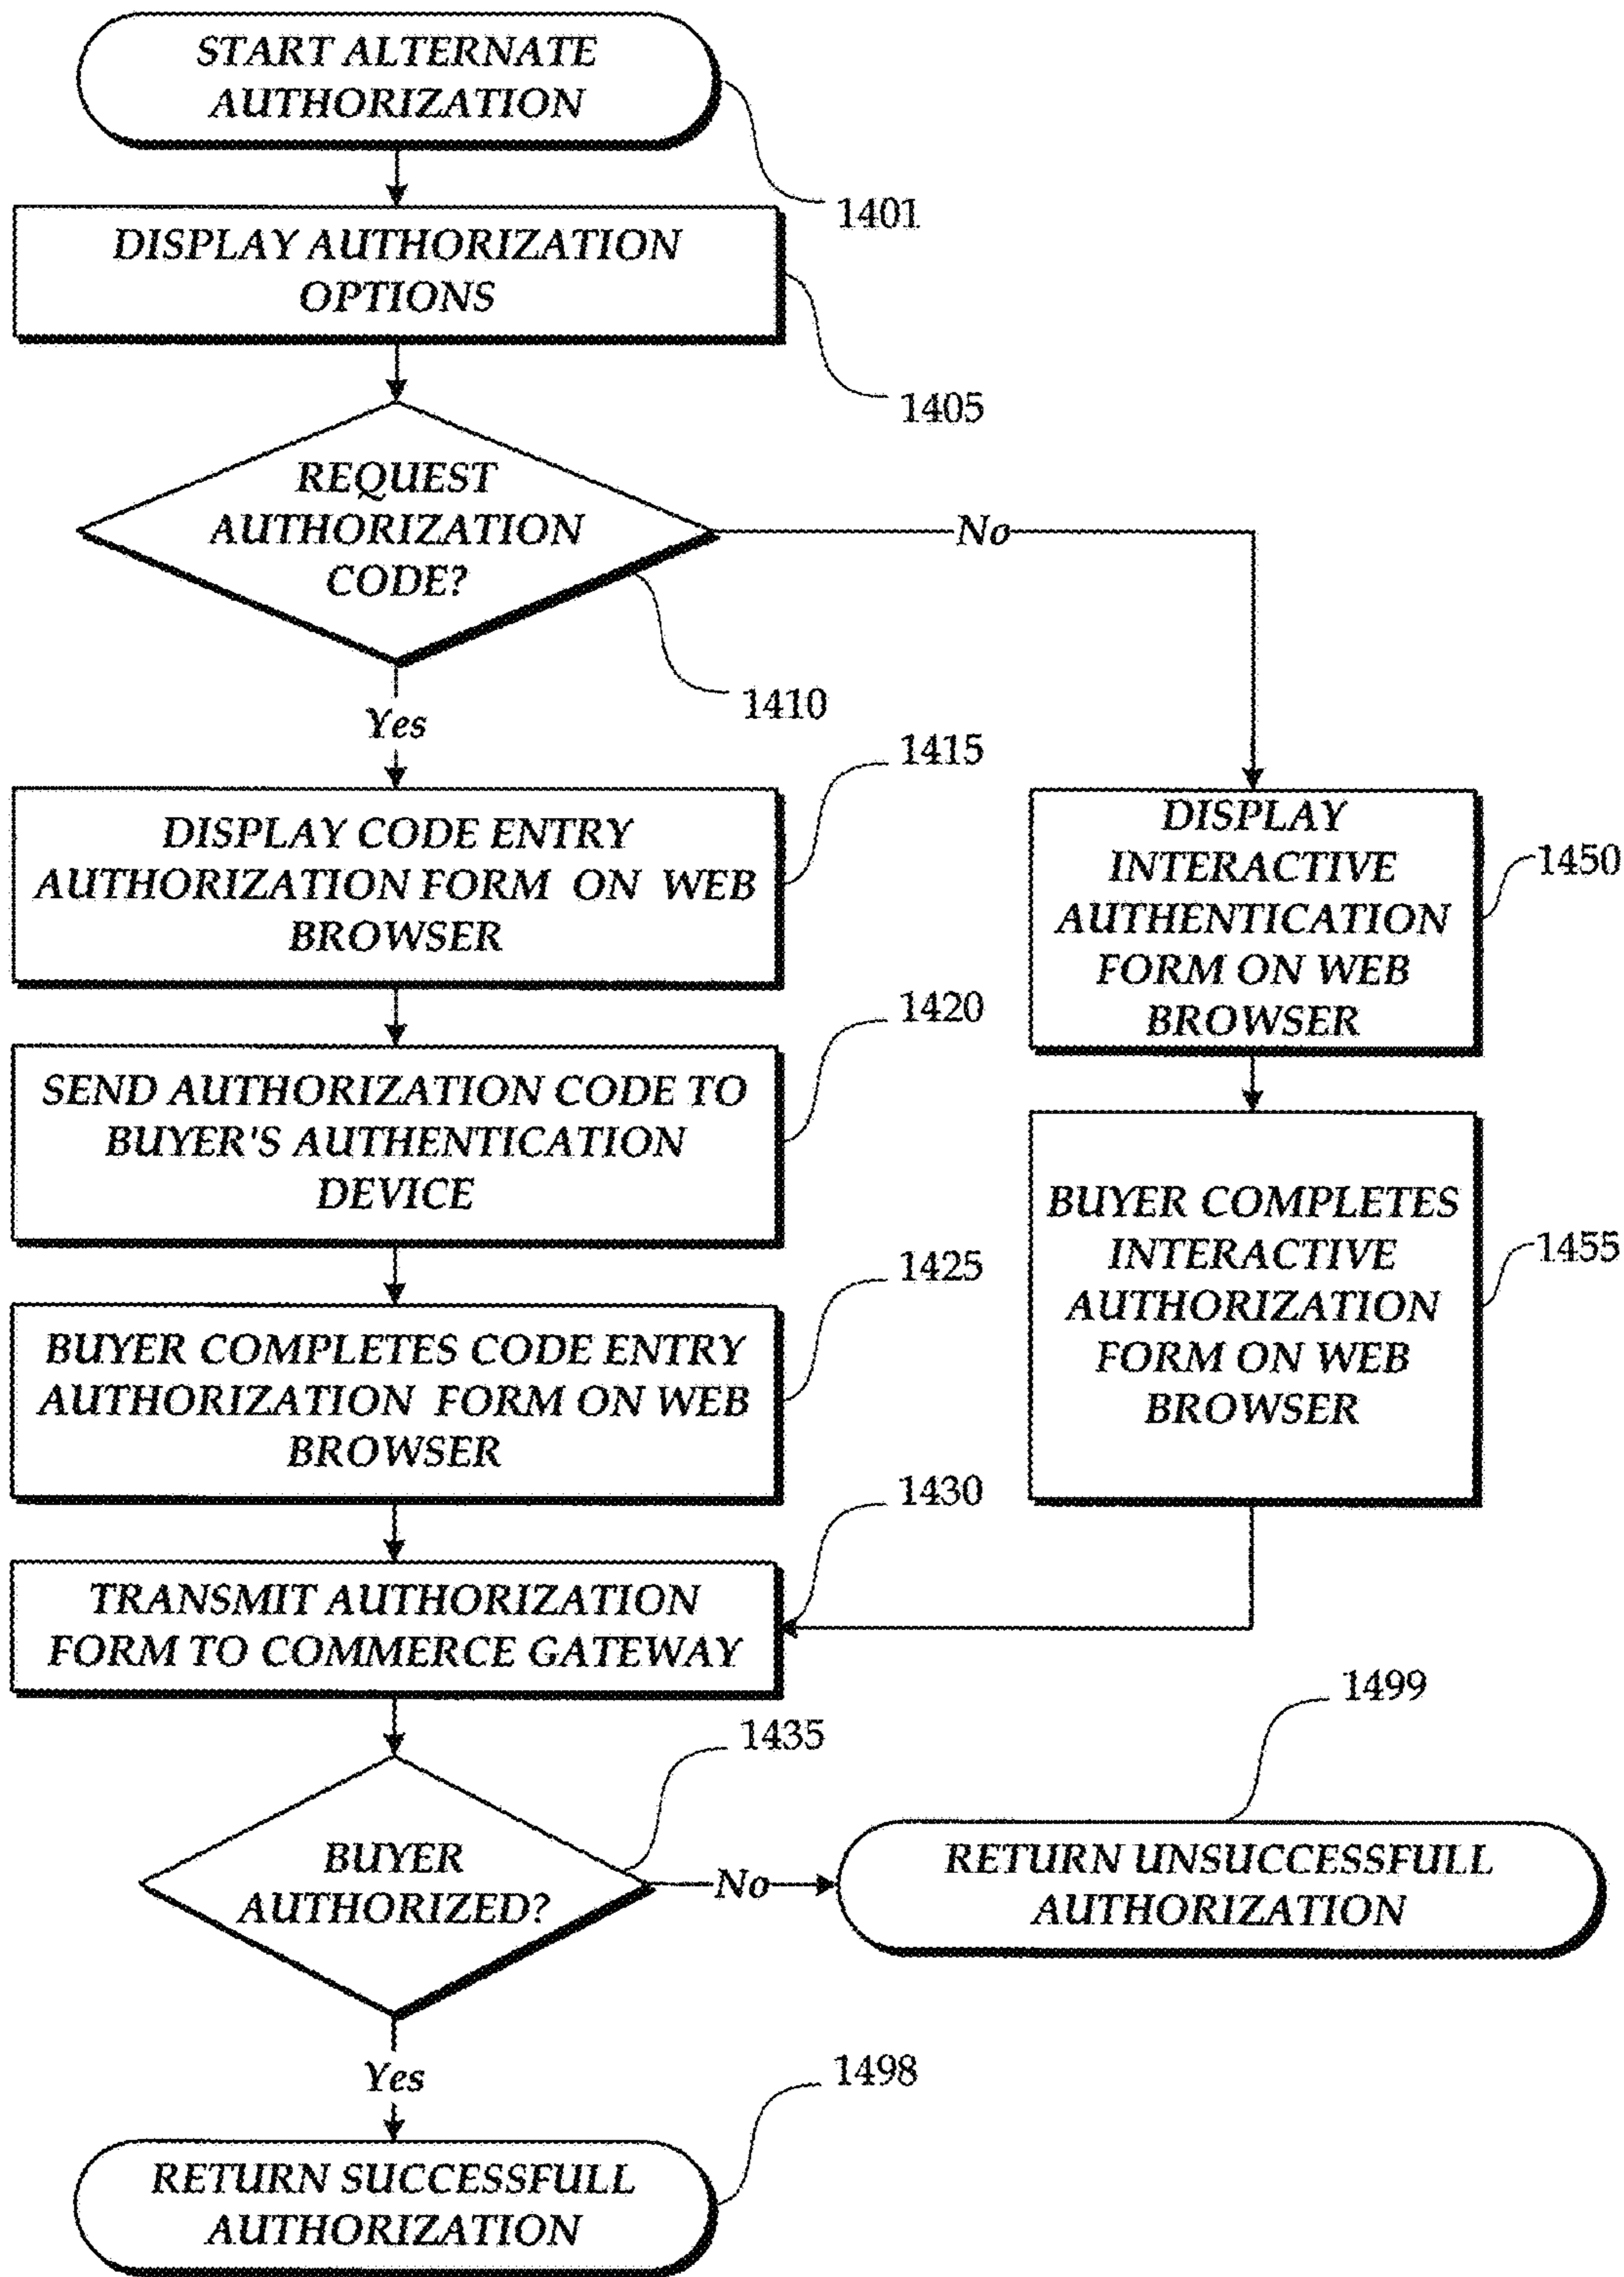 START ALTERNATE
AUTHORIZATION
1401
DISPLAY AUTHORIZATION
OPTIONS
1405
REQUEST
AUTHORIZATION
CODE?
No
1410
Yes
1415
DISPLAY CODE ENTRY
AUTHORIZATION FORM ON WEB
BROWSER
DISPLAY
INTERACTIVE
AUTHENTICATION
FORM ON WEB
BROWSER
1450
1420
SEND AUTHORIZATION CODE TO
BUYER'S AUTHENTICATION
DEVICE
BUYER COMPLETES
INTERACTIVE
AUTHORIZATION
FORM ON WEB
BROWSER
1455
1425
BUYER COMPLETES CODE ENTRY
AUTHORIZATION FORM ON WEB
BROWSER
1430
TRANSMIT AUTHORIZATION
FORM TO COMMERCE GATEWAY
1435
1499
BUYER
AUTHORIZED?
No
RETURN UNSUCCESSFULL
AUTHORIZATION
Yes
1498
RETURN SUCCESSFULL
AUTHORIZATION